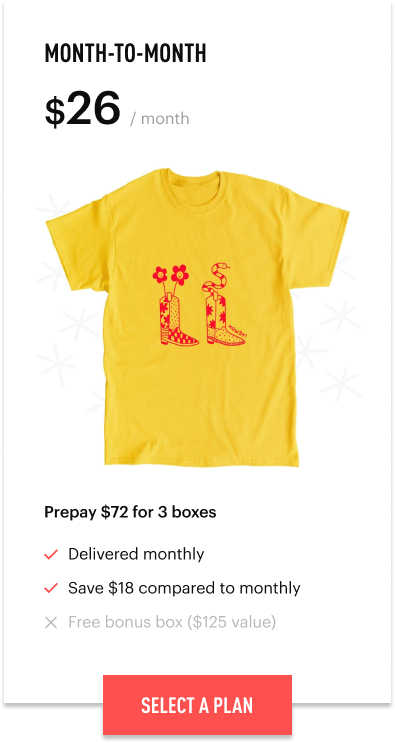 MONTH-TO-MONTH
$26 / month
HOWDY!
Prepay $72 for 3 boxes
Delivered monthly
Save $18 compared to monthly
Free bonus box ($125 value)
SELECT A PLAN